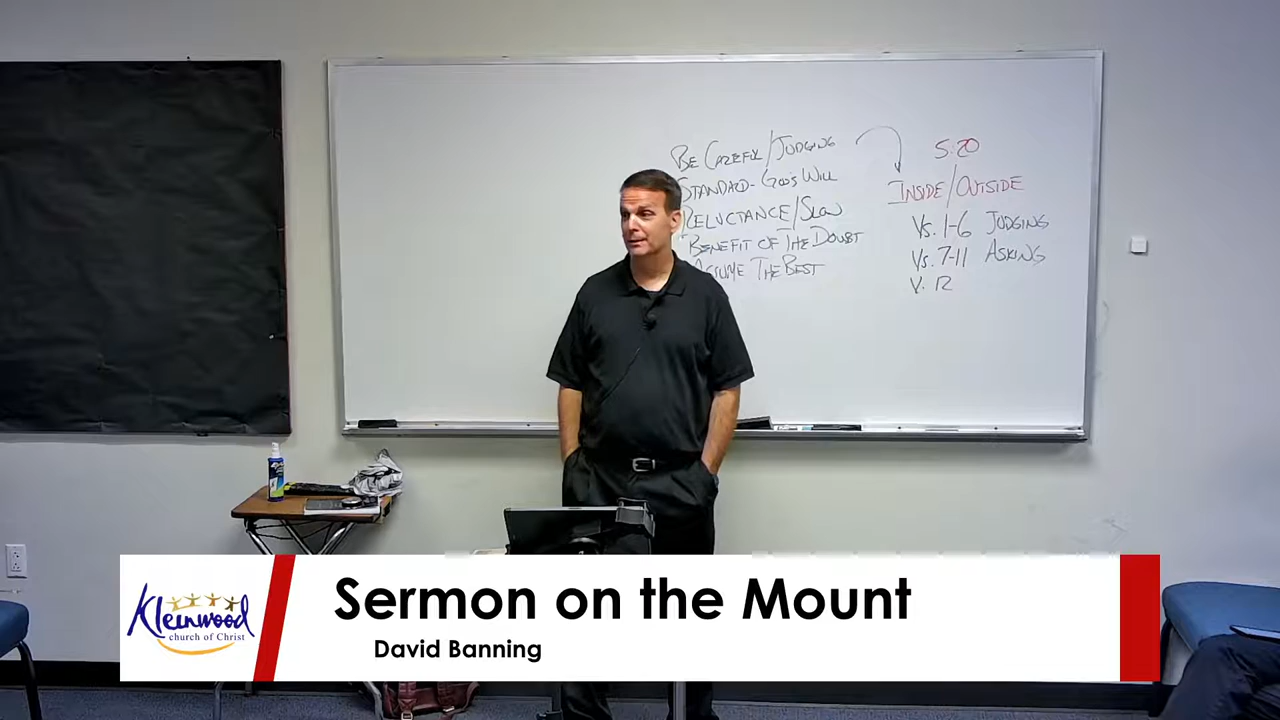 BE CAREFUL/JUDGING
STANDARD-GOD'S WILL
RELUCTANCE/SLOW
BENEFIT OF THE DOUBT
ASSUME THE BEST
5:20
INSIDE/OUTSIDE
Vs. 1-6 JUDGING
Vs. 7-11 ASKING
V. 12
Kleinwood
church of Christ
Sermon on the Mount
David Banning